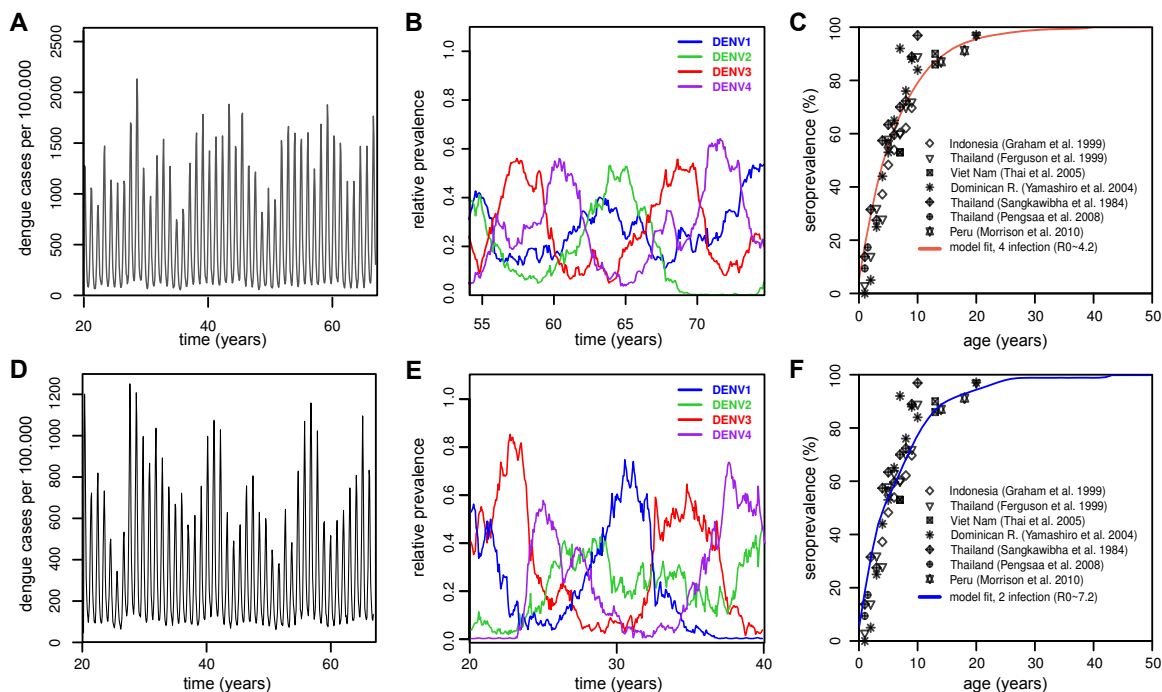 A
dengue cases per 100.000
2500
2000
1500
1000
500
0
20 40 60
time (years)
B
relative prevalence
1.0
0.8
0.6
0.4
0.2
0.0
DENV1
DENV2
DENV3
DENV4
55 60 65 70
time (years)
C
seroprevalence (%)
100
80
60
40
20
0
Indonesia (Graham et al. 1999)
Thailand (Ferguson et al. 1999)
Viet Nam (Thai et al. 2005)
Dominican R. (Yamashiro et al. 2004)
Thailand (Sangkawibha et al. 1984)
Thailand (Pengsaa et al. 2008)
Peru (Morrison et al. 2010)
model fit, 4 infection (R0~4.2)
0 10 20 30 40 50
age (years)
D
dengue cases per 100.000
1200
1000
800
600
400
200
0
20 40 60
time (years)
E
relative prevalence
1.0
0.8
0.6
0.4
0.2
0.0
DENV1
DENV2
DENV3
DENV4
20 30 40
time (years)
F
seroprevalence (%)
100
80
60
40
20
0
Indonesia (Graham et al. 1999)
Thailand (Ferguson et al. 1999)
Viet Nam (Thai et al. 2005)
Dominican R. (Yamashiro et al. 2004)
Thailand (Sangkawibha et al. 1984)
Thailand (Pengsaa et al. 2008)
Peru (Morrison et al. 2010)
model fit, 2 infection (R0~7.2)
0 10 20 30 40 50
age (years)